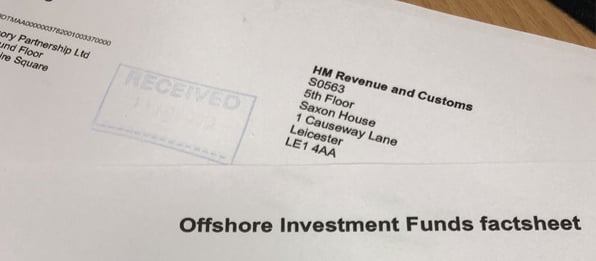 ory Partnership Ltd
und Floor
ire Square
RECEIVED
HM Revenue and Customs
S0563
5th Floor
Saxon House
1 Causeway Lane
Leicester
LE1 4AA
Offshore Investment Funds factsheet